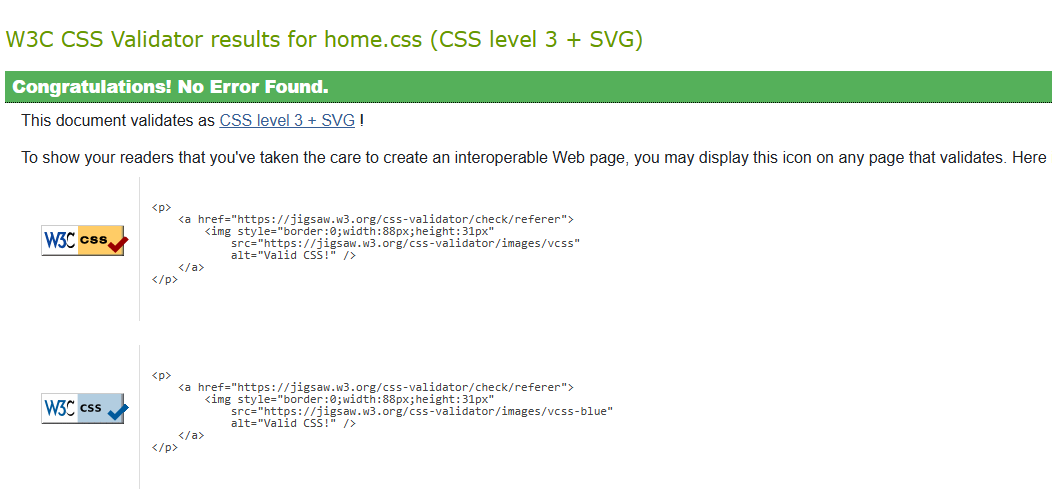 W3C CSS Validator results for home.css (CSS level 3 + SVG)
Congratulations! No Error Found.
This document validates as CSS level 3 + SVG !
To show your readers that you've taken the care to create an interoperable Web page, you may display this icon on any page that validates. Here
W3C css
<p>
<a href="https://jigsaw.w3.org/css-validator/check/referer">
<img style="border:0;width:88px;height:31px"
src="https://jigsaw.w3.org/css-validator/images/vcss"
alt="Valid CSS!" />
</a>
</p>
W3C css
<p>
<a href="https://jigsaw.w3.org/css-validator/check/referer">
<img style="border:0;width:88px;height:31px"
src="https://jigsaw.w3.org/css-validator/images/vcss-blue"
alt="Valid CSS!" />
</a>
</p>